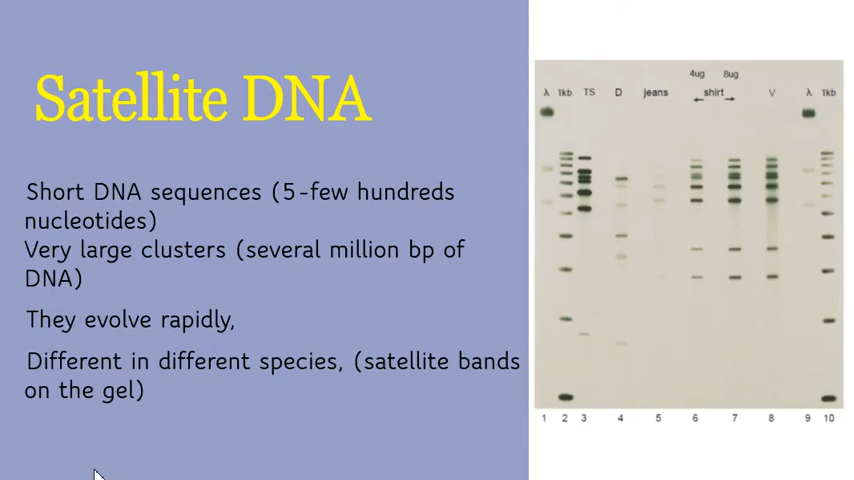 Satellite DNA
Short DNA sequences (5-few hundreds
nucleotides)
Very large clusters (several million bp of
DNA)
They evolve rapidly,
Different in different species, (satellite bands
on the gel)
4ug 8ug
λ 1kb TS D jeans shirt V λ 1kb
1 2 3 4 5 6 7 8 9 10